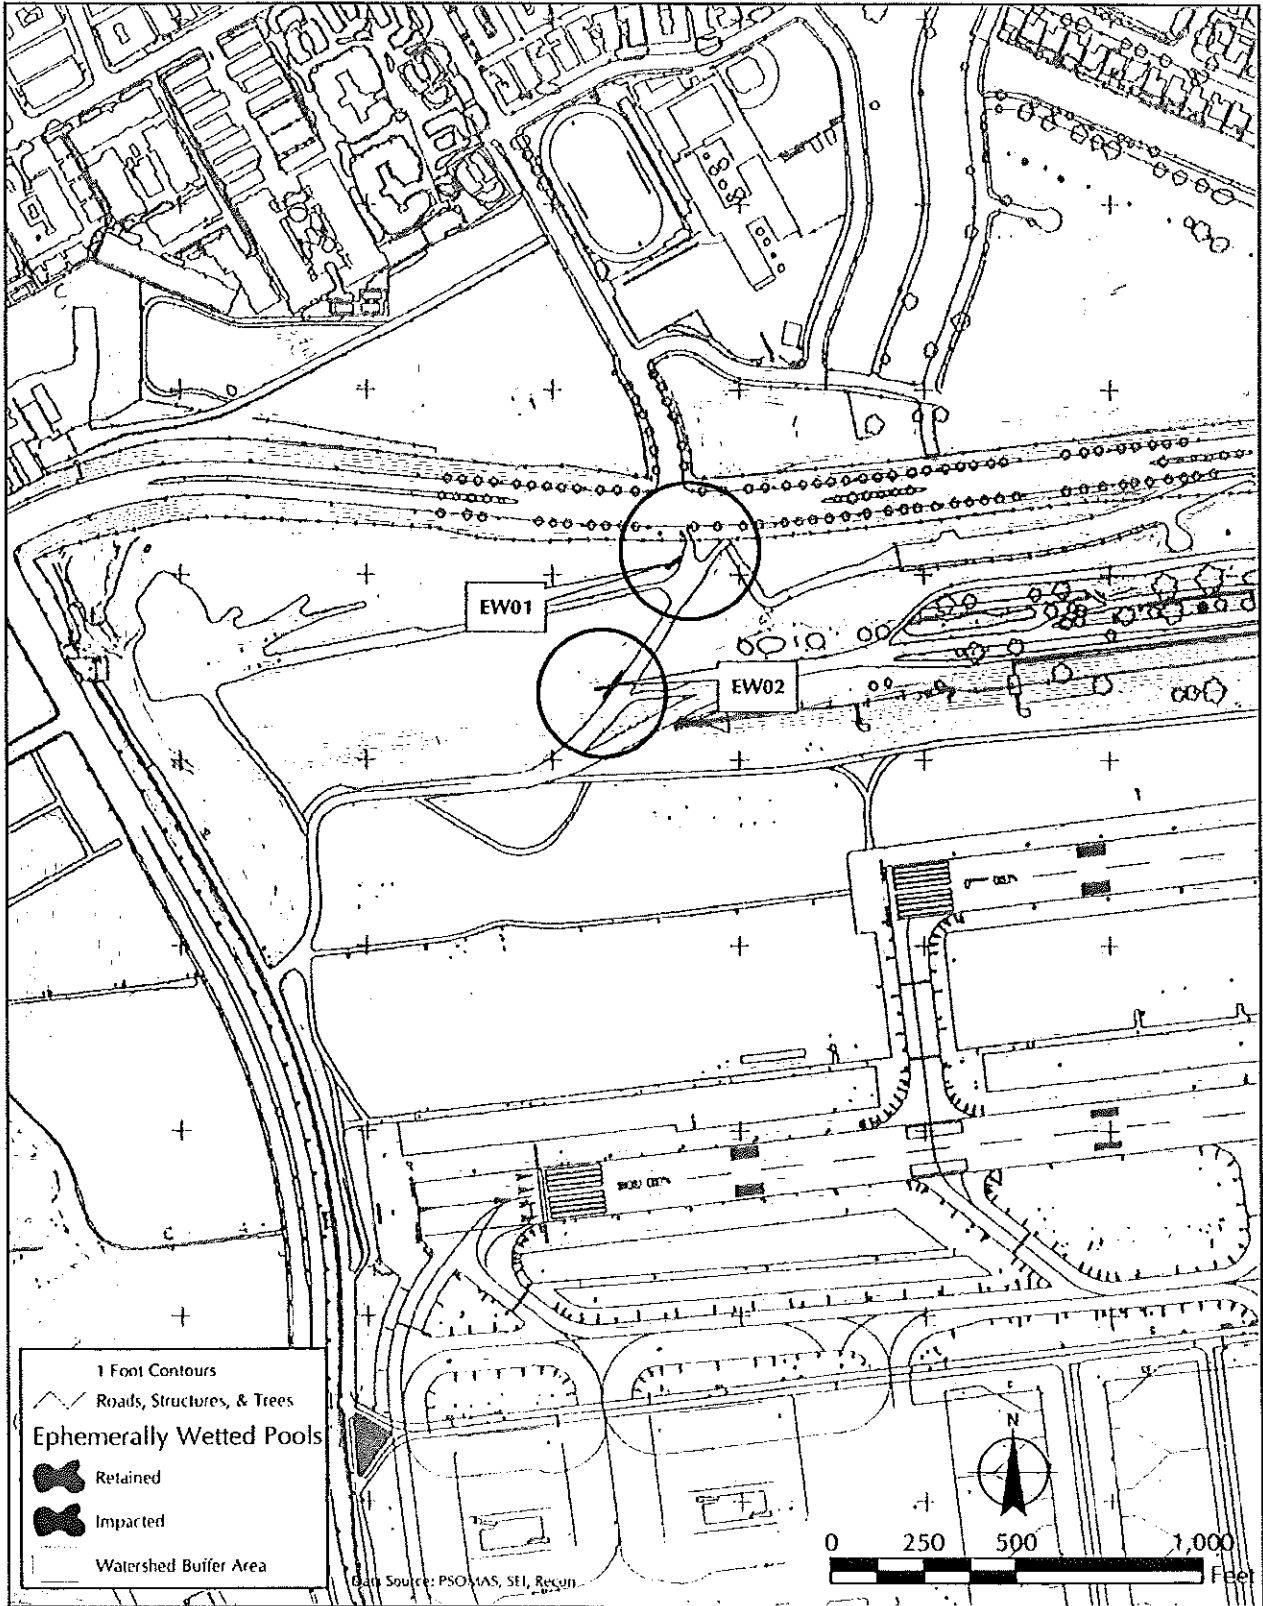 EW01
EW02
1 Foot Contours
Roads, Structures, & Trees
Ephemerally Wetted Pools
Retained
Impacted
Watershed Buffer Area
Data Source: PSOMAS, SEI, Recon
N
0 250 500 1,000
Feet